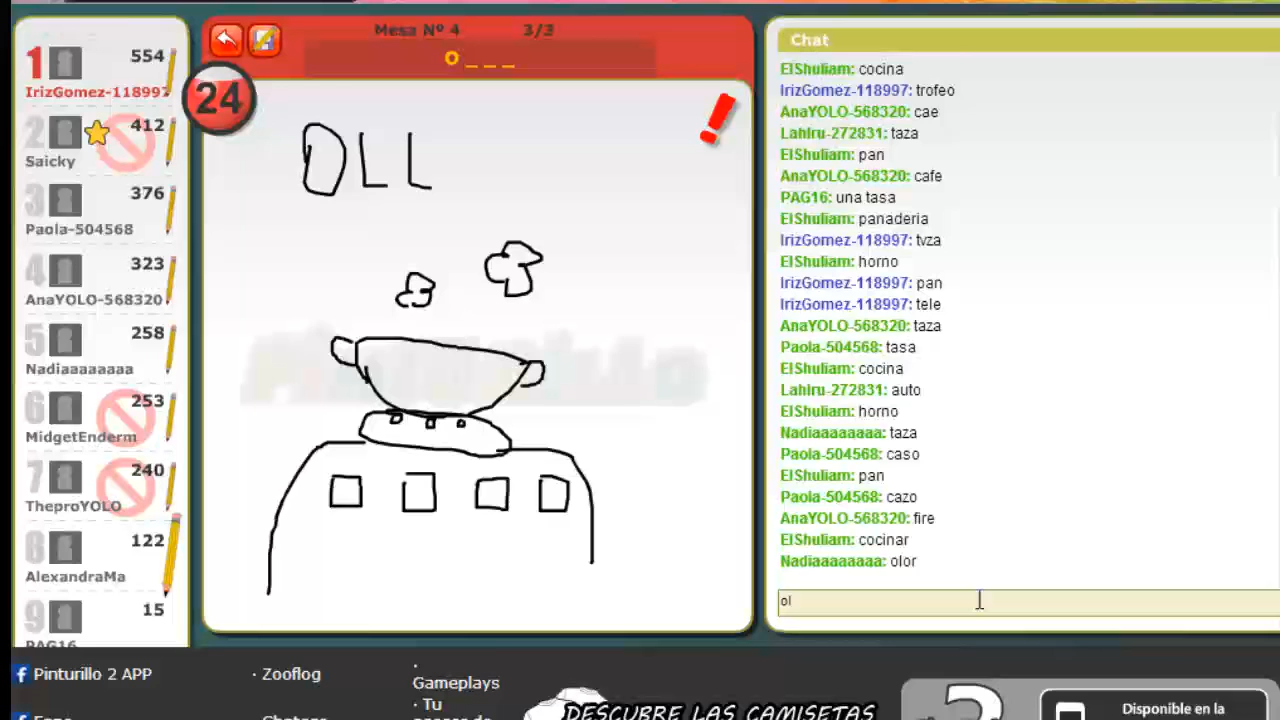 Mesa Nº 4 3/3
o _ _ _
24
1 554
IrizGomez-118997
2 412
Saicky
3 376
Paola-504568
4 323
AnaYOLO-568320
5 258
Nadiaaaaaaaa
6 253
MidgetEnderm
7 240
TheproYOLO
8 122
AlexandraMa
9 15
PAG16
OLL
Chat
ElShuliam: cocina
IrizGomez-118997: trofeo
AnaYOLO-568320: cae
Lahiru-272831: taza
ElShuliam: pan
AnaYOLO-568320: cafe
PAG16: una tasa
ElShuliam: panaderia
IrizGomez-118997: tvza
ElShuliam: horno
IrizGomez-118997: pan
IrizGomez-118997: tele
AnaYOLO-568320: taza
Paola-504568: tasa
ElShuliam: cocina
Lahiru-272831: auto
ElShuliam: horno
Nadiaaaaaaaa: taza
Paola-504568: caso
ElShuliam: pan
Paola-504568: cazo
AnaYOLO-568320: fire
ElShuliam: cocinar
Nadiaaaaaaaa: olor
ol
Pinturillo 2 APP
· Zooflog
· Gameplays
· Tu
DESCUBRE LAS CAMISETAS
Disponible en la